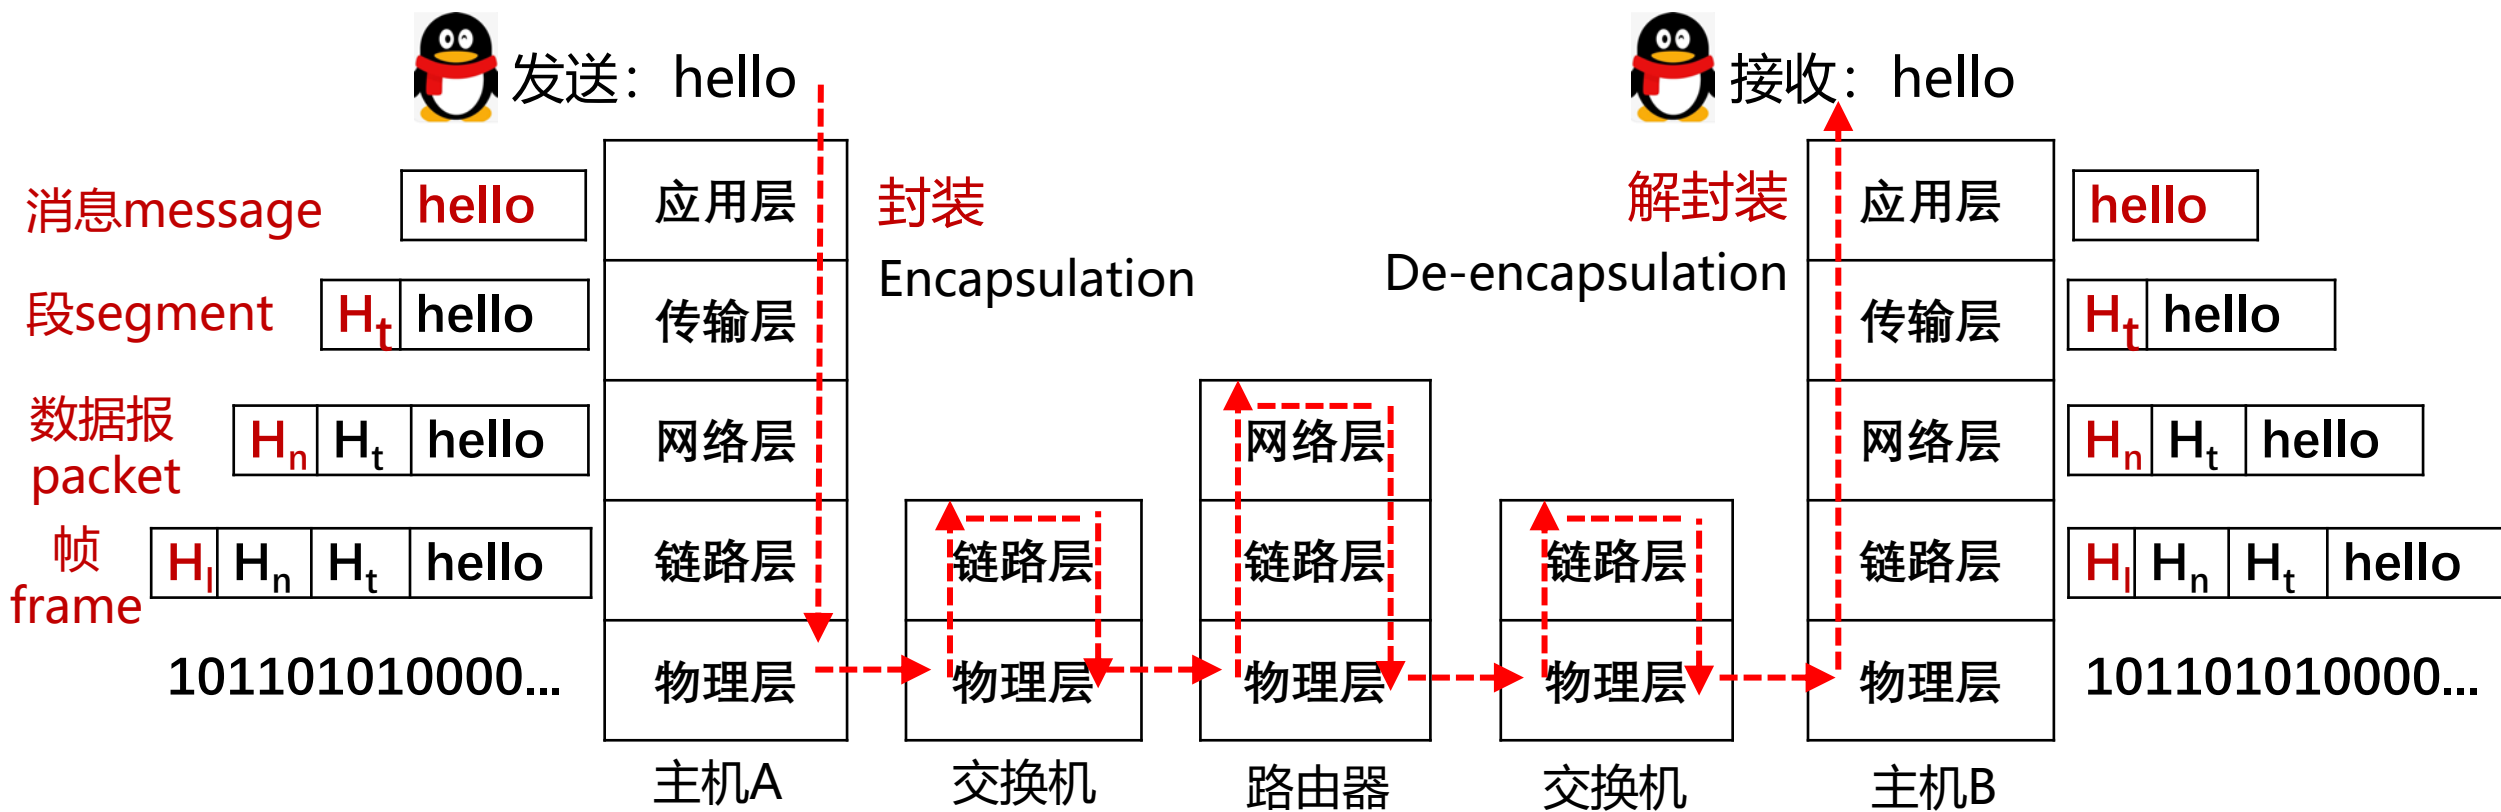 发送：hello
接收：hello
消息message
hello
应用层
封装
解封装
应用层
hello
Encapsulation
De-encapsulation
段segment
Ht hello
传输层
传输层
Ht hello
数据报
packet
Hn Ht hello
网络层
网络层
网络层
Hn Ht hello
帧
frame
Hl Hn Ht hello
链路层
链路层
链路层
链路层
链路层
Hl Hn Ht hello
101101010000...
物理层
物理层
物理层
物理层
物理层
101101010000...
主机A
交换机
路由器
交换机
主机B